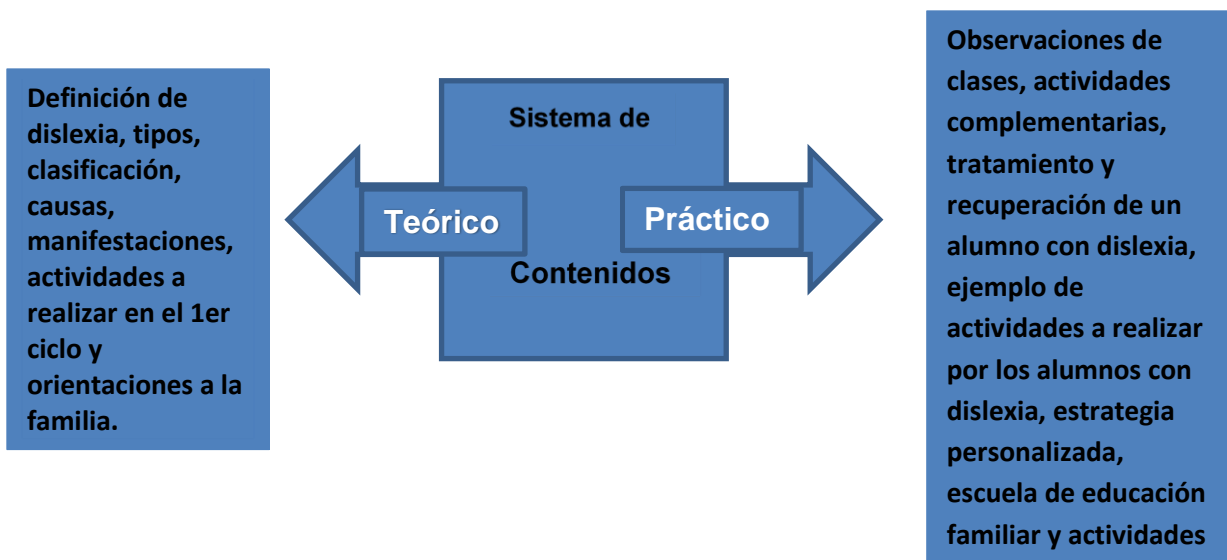 Definición de
dislexia, tipos,
clasificación,
causas,
manifestaciones,
actividades a
realizar en el 1er
ciclo y
orientaciones a la
familia.
Sistema de
Teórico
Práctico
Contenidos
Observaciones de
clases, actividades
complementarias,
tratamiento y
recuperación de un
alumno con dislexia,
ejemplo de
actividades a realizar
por los alumnos con
dislexia, estrategia
personalizada,
escuela de educación
familiar y actividades